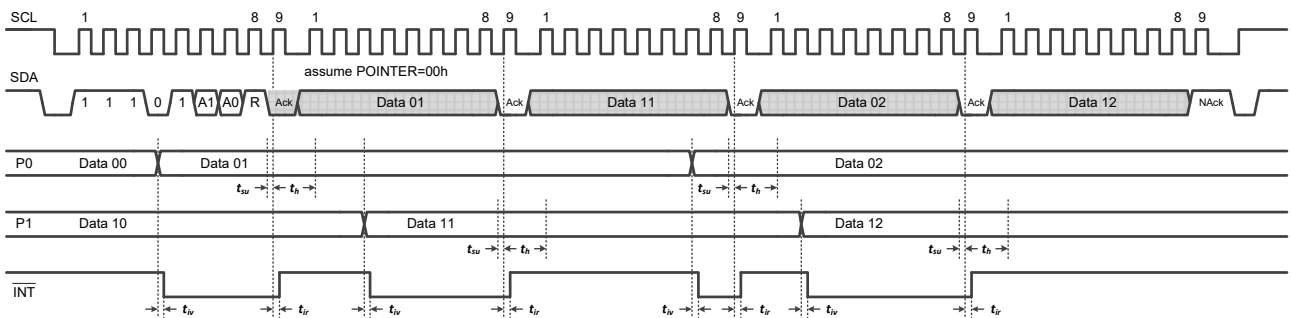 SCL 1 8 9 1 8 9 1 8 9 1 8 9 1 8 9
assume POINTER=00h
SDA 1 1 1 0 1 A1 A0 R Ack Data 01 Ack Data 11 Ack Data 02 Ack Data 12 NAck
P0 Data 00 Data 01 Data 02
tsu th tsu th
P1 Data 10 Data 11 Data 12
tsu th tsu th
INT
tiv tir tiv tir tiv tir tiv tir